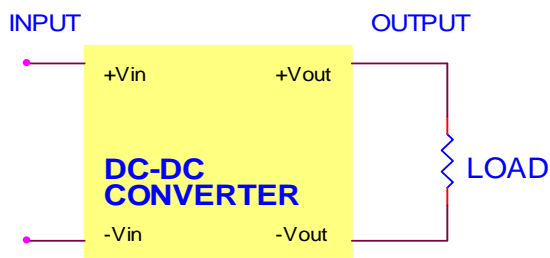 INPUT OUTPUT
+Vin +Vout
DC-DC
CONVERTER
LOAD
-Vin -Vout